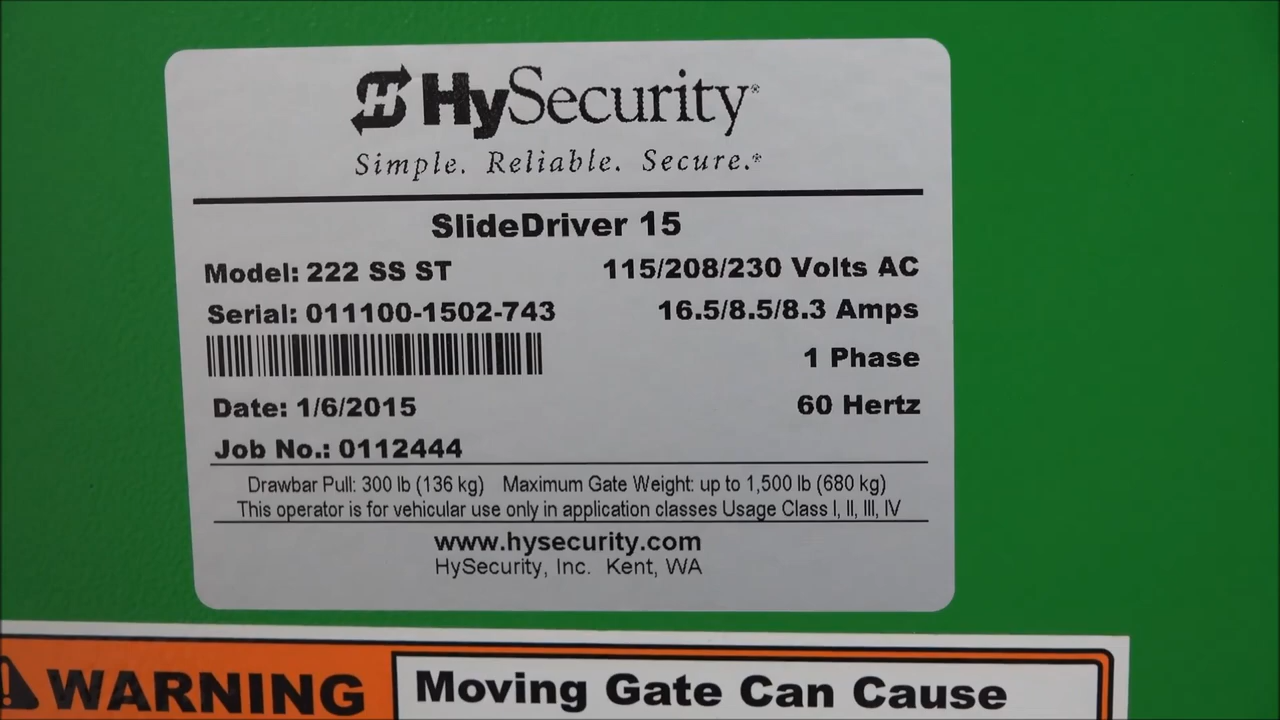 HySecurity®
Simple. Reliable. Secure.®
SlideDriver 15
Model: 222 SS ST
115/208/230 Volts AC
Serial: 011100-1502-743
16.5/8.5/8.3 Amps
1 Phase
Date: 1/6/2015
60 Hertz
Job No.: 0112444
Drawbar Pull: 300 lb (136 kg) Maximum Gate Weight: up to 1,500 lb (680 kg)
This operator is for vehicular use only in application classes Usage Class I, II, III, IV
www.hysecurity.com
HySecurity, Inc. Kent, WA
WARNING
Moving Gate Can Cause